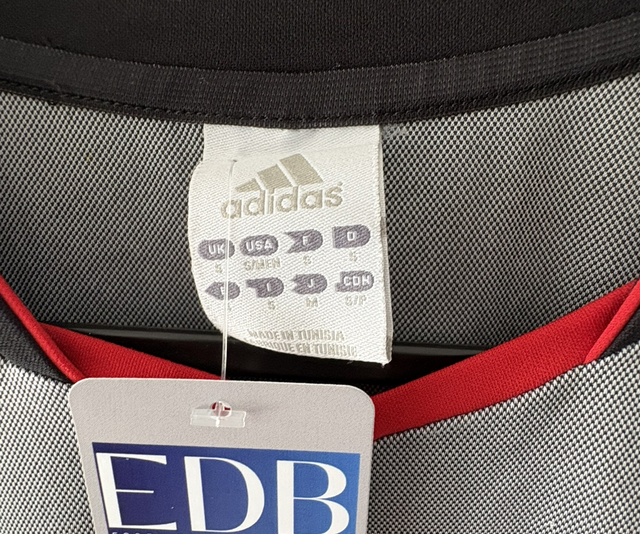 adidas
UK USA F D
S S/MEN S S
J CDN
S M S/P
MADE IN TUNISIA
FABRIQUE EN TUNISIE
EDB